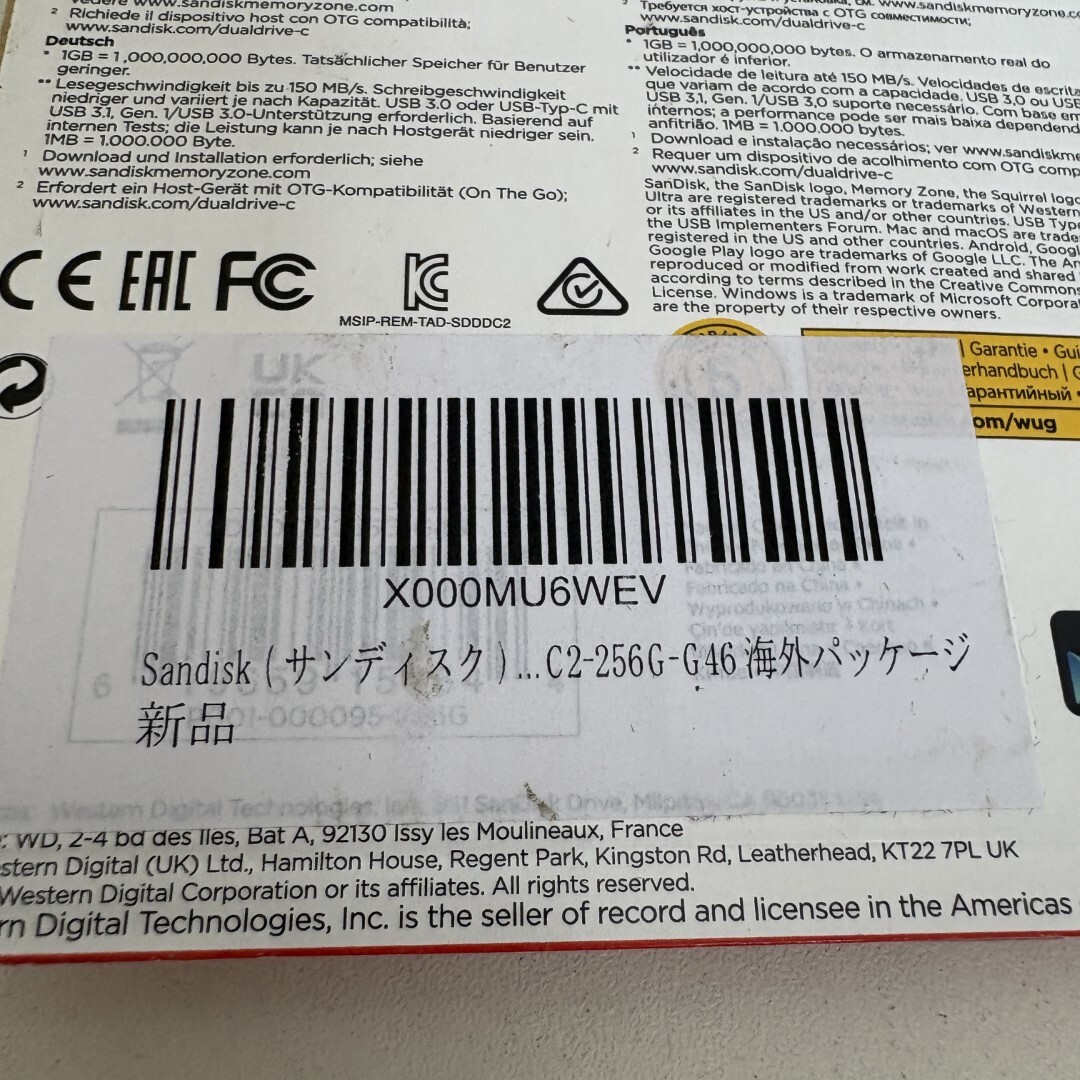 vedere www.sandiskmemoryzone.com
² Richiede il dispositivo host con OTG compatibilità;
www.sandisk.com/dualdrive-c
Deutsch
* 1GB = 1,000,000,000 Bytes. Tatsächlicher Speicher für Benutzer
geringer.
** Lesegeschwindigkeit bis zu 150 MB/s. Schreibgeschwindigkeit
niedriger und variiert je nach Kapazität. USB 3.0 oder USB-Typ-C mit
USB 3.1, Gen. 1/USB 3.0-Unterstützung erforderlich. Basierend auf
internen Tests; die Leistung kann je nach Hostgerät niedriger sein.
1MB = 1.000.000 Byte.
¹ Download und Installation erforderlich; siehe
www.sandiskmemoryzone.com
² Erfordert ein Host-Gerät mit OTG-Kompatibilität (On The Go);
www.sandisk.com/dualdrive-c
www.sandiskmemoryzone.co
Требуется хост-устройства с OTG совместимости;
www.sandisk.com/dualdrive-c
Português
* 1GB = 1,000,000,000 bytes. O armazenamento real do
utilizador é inferior.
** Velocidade de leitura até 150 MB/s. Velocidades de escrita
que variam de acordo com a capacidade. USB 3,0 ou USB
USB 3.1, Gen. 1/USB 3,0 suporte necessário. Com base em
internos; a performance pode ser mais baixa dependend
anfitrião. 1MB = 1.000.000 bytes.
¹ Download e instalação necessários; ver www.sandiskme
² Requer um dispositivo de acolhimento com OTG comp
www.sandisk.com/dualdrive-c
SanDisk, the SanDisk logo, Memory Zone, the Squirrel logo
Ultra are registered trademarks or trademarks of Western
or its affiliates in the US and/or other countries. USB Type
the USB Implementers Forum. Mac and macOS are trade
registered in the US and other countries. Android, Googl
Google Play logo are trademarks of Google LLC. The An
reproduced or modified from work created and shared
according to terms described in the Creative Commons
License. Windows is a trademark of Microsoft Corpora
are the property of their respective owners.
CE EAC FC
MSIP-REM-TAD-SDDDC2
UK
| Garantie • Gui
erhandbuch | G
арантийный •
om/wug
Fabricado na China •
Wyprodukowano w Chinach •
X000MU6WEV
Sandisk (サンディスク)...C2-256G-G46 海外パッケージ
新品
Western Digital Technologies, Inc.
: WD, 2-4 bd des Iles, Bat A, 92130 Issy les Moulineaux, France
stern Digital (UK) Ltd., Hamilton House, Regent Park, Kingston Rd, Leatherhead, KT22 7PL UK
Western Digital Corporation or its affiliates. All rights reserved.
rn Digital Technologies, Inc. is the seller of record and licensee in the Americas